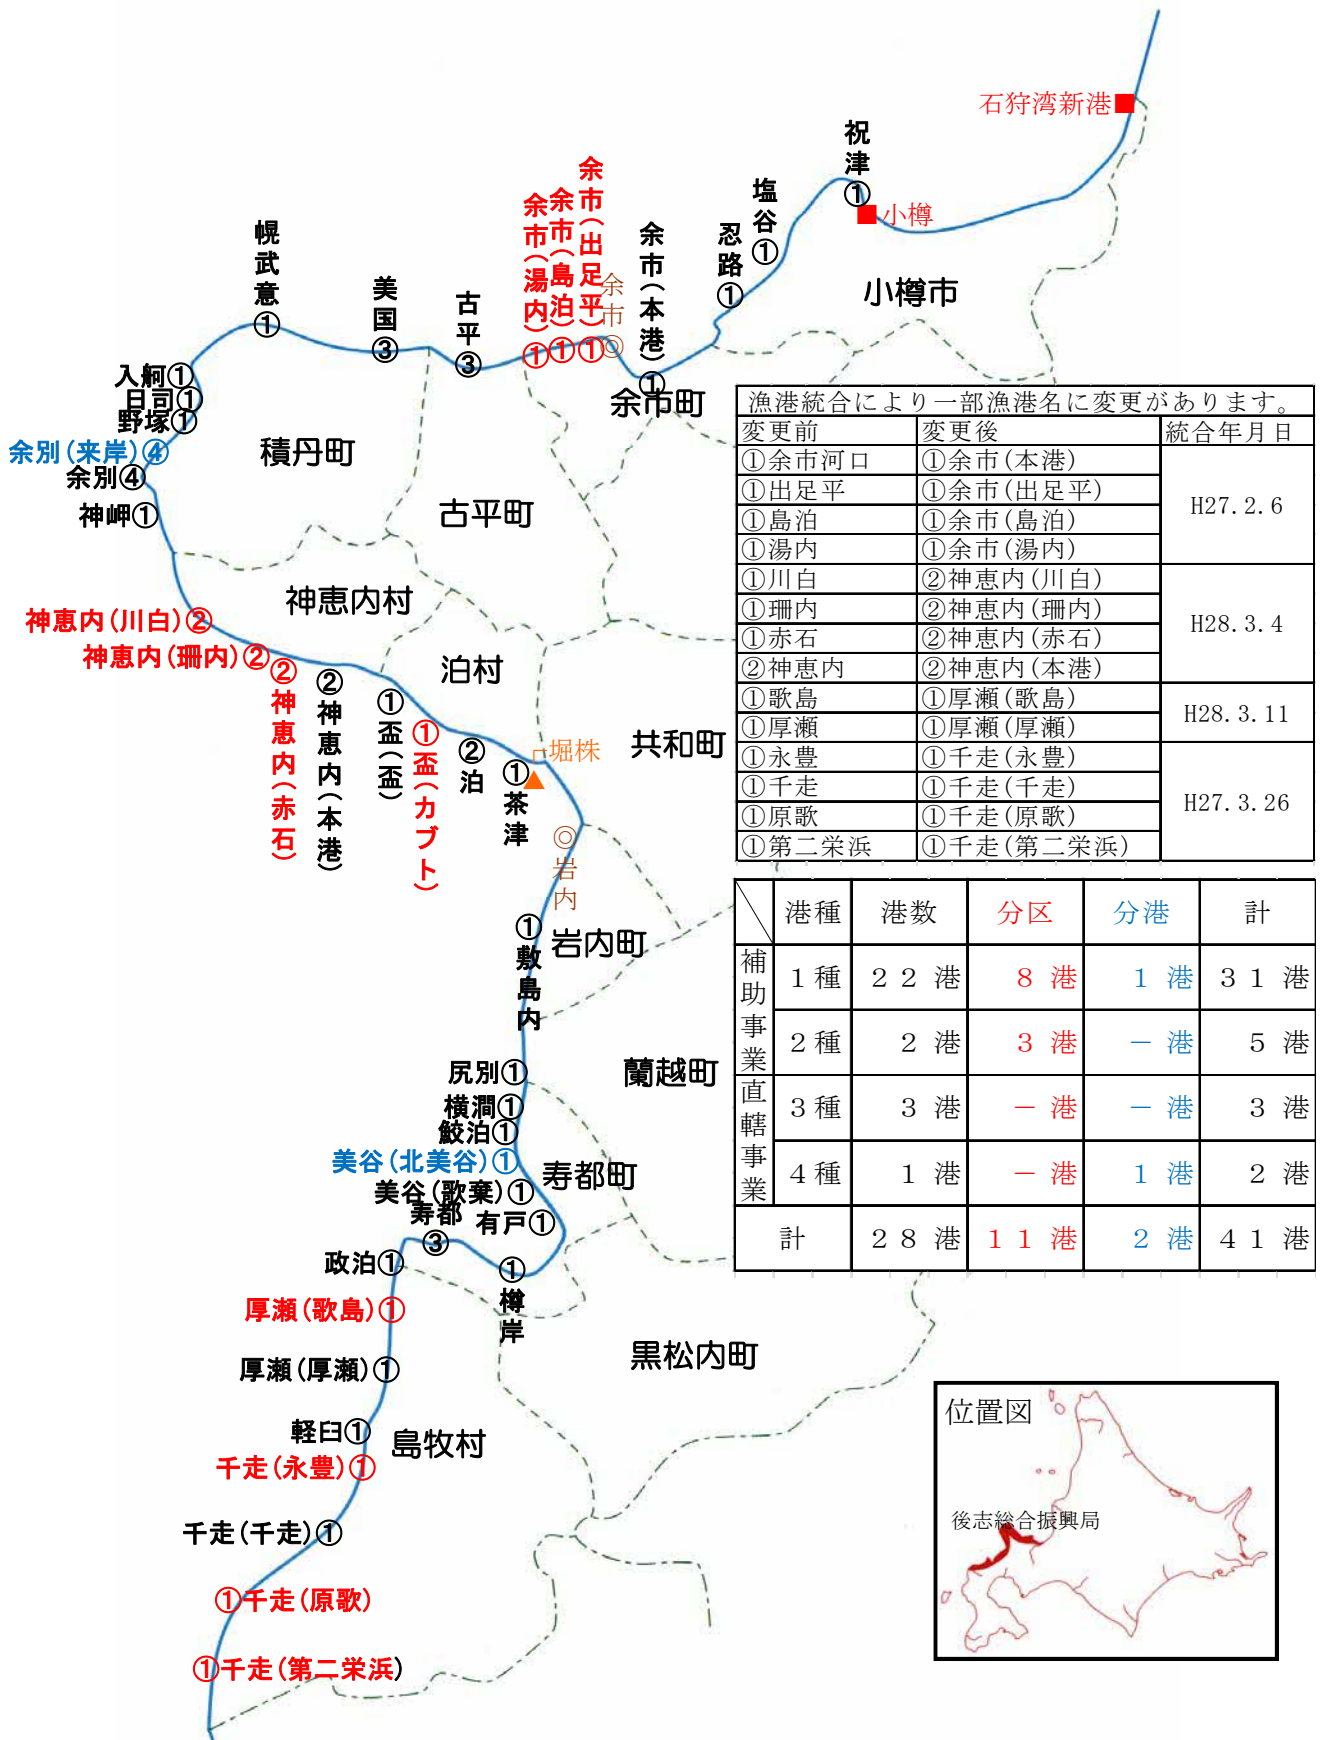 石狩湾新港■
祝津①
■小樽
塩谷①
忍路①
小樽市
余市(本港)①
余市◎
余市(出足平)①
余市(島泊)①
余市(湯内)①
古平③
美国③
幌武意①
入舸①
日司①
野塚①
余別(来岸)④
余別④
神岬①
積丹町
古平町
余市町
神恵内村
泊村
共和町
神恵内(川白)②
神恵内(珊内)②
②神恵内(赤石)
②神恵内(本港)
①盃(盃)
①盃(カブト)
②泊
①茶津
堀株
◎岩内
①敷島内
岩内町
尻別①
蘭越町
横澗①
鮫泊①
美谷(北美谷)①
美谷(歌棄)①
寿都町
寿都③
有戸①
①樽岸
政泊①
厚瀬(歌島)①
厚瀬(厚瀬)①
軽臼①
島牧村
黒松内町
千走(永豊)①
千走(千走)①
①千走(原歌)
①千走(第二栄浜)
漁港統合により一部漁港名に変更があります。
変更前 変更後 統合年月日
①余市河口 ①余市(本港) H27.2.6
①出足平 ①余市(出足平)
①島泊 ①余市(島泊)
①湯内 ①余市(湯内)
①川白 ②神恵内(川白) H28.3.4
①珊内 ②神恵内(珊内)
①赤石 ②神恵内(赤石)
②神恵内 ②神恵内(本港)
①歌島 ①厚瀬(歌島) H28.3.11
①厚瀬 ①厚瀬(厚瀬)
①永豊 ①千走(永豊) H27.3.26
①千走 ①千走(千走)
①原歌 ①千走(原歌)
①第二栄浜 ①千走(第二栄浜)
港種 港数 分区 分港 計
補助事業 1種 22 港 8 港 1 港 31 港
2種 2 港 3 港 － 港 5 港
直轄事業 3種 3 港 － 港 － 港 3 港
4種 1 港 － 港 1 港 2 港
計 28 港 11 港 2 港 41 港
位置図
後志総合振興局